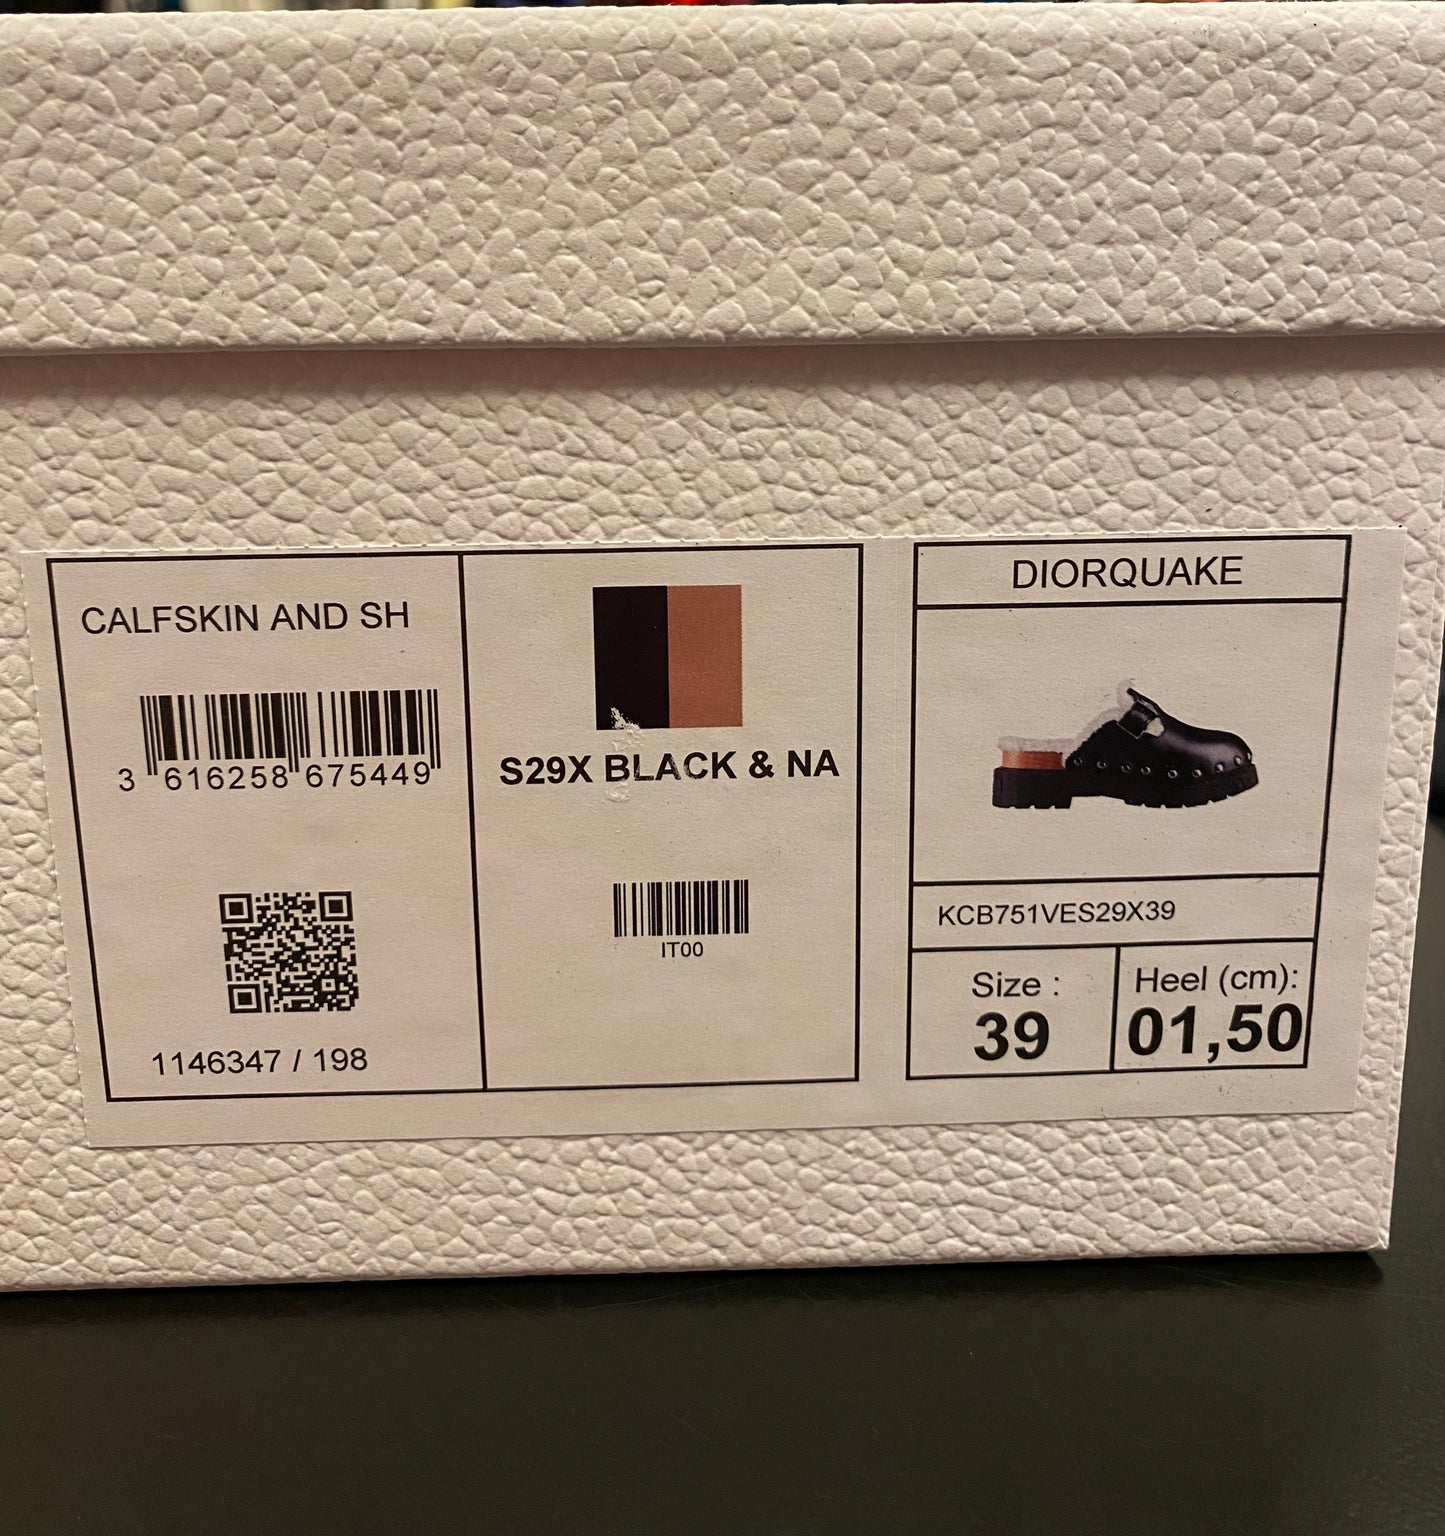 CALFSKIN AND SH
3 616258 675449
1146347 / 198
S29X BLACK & NA
IT00
DIORQUAKE
KCB751VES29X39
Size :
39
Heel (cm):
01,50